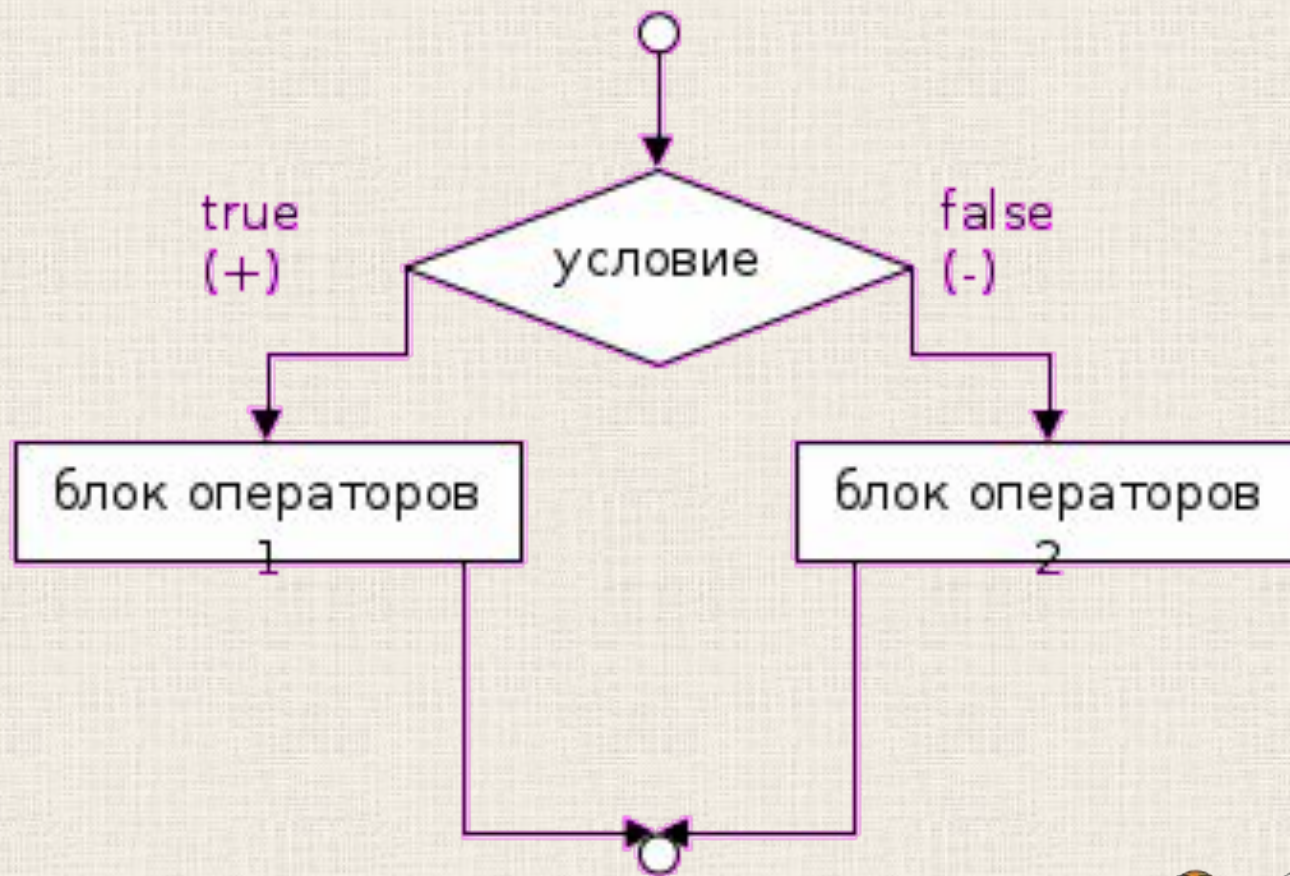 true
(+)
условие
false
(-)
блок операторов
1
блок операторов
2